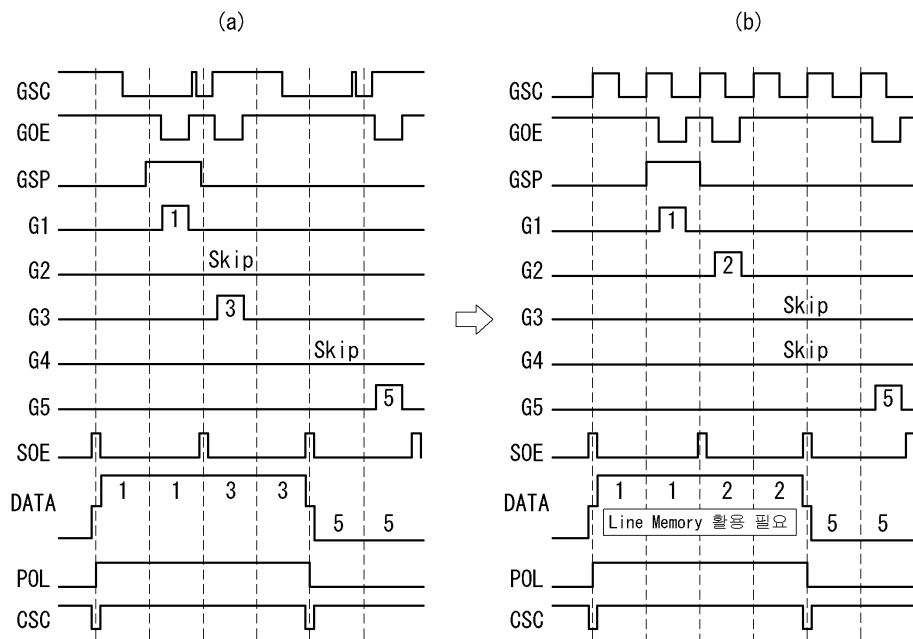 (a)
GSC
GOE
GSP
G1 1
G2 Skip
G3 3
G4 Skip
G5 5
SOE
DATA 1 1 3 3
5 5
POL
CSC
(b)
GSC
GOE
GSP
G1 1
G2 2
G3 Skip
G4 Skip
G5 5
SOE
DATA 1 1 2 2
Line Memory 활용 필요
5 5
POL
CSC